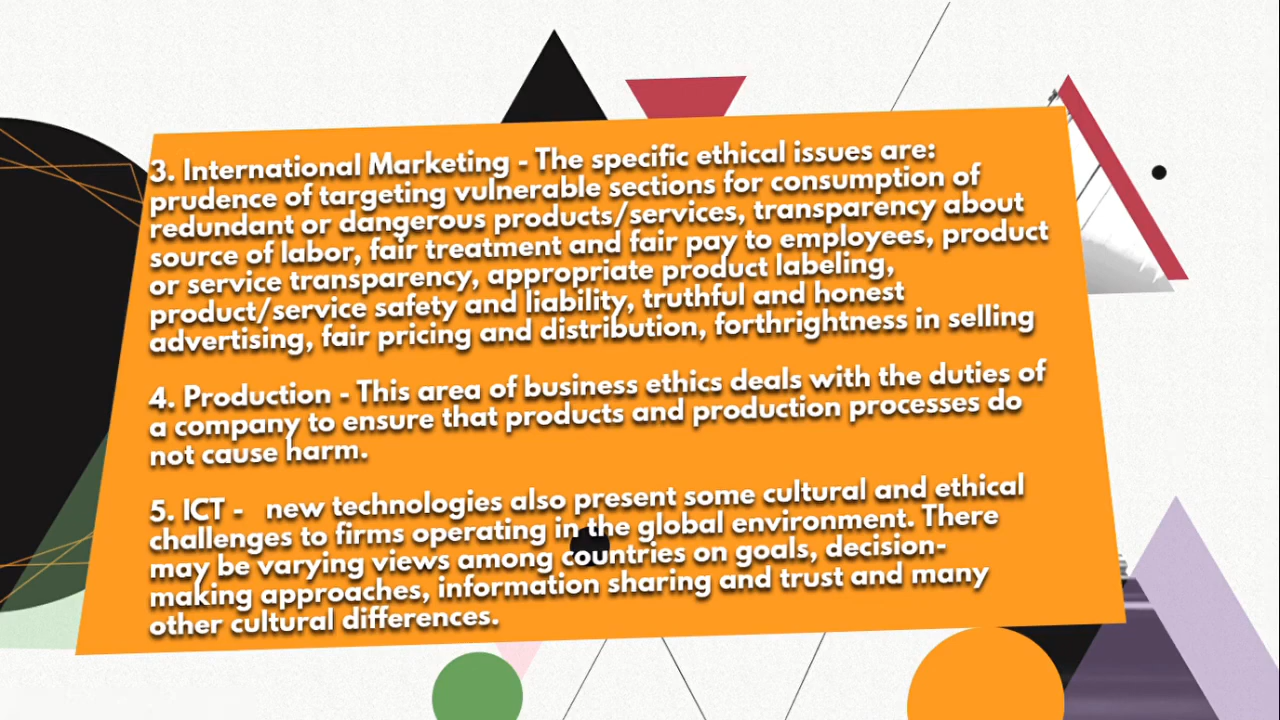 3. International Marketing - The specific ethical issues are:
prudence of targeting vulnerable sections for consumption of
redundant or dangerous products/services, transparency about
source of labor, fair treatment and fair pay to employees, product
or service transparency, appropriate product labeling,
product/service safety and liability, truthful and honest
advertising, fair pricing and distribution, forthrightness in selling
4. Production - This area of business ethics deals with the duties of
a company to ensure that products and production processes do
not cause harm.
5. ICT - new technologies also present some cultural and ethical
challenges to firms operating in the global environment. There
may be varying views among countries on goals, decision-
making approaches, information sharing and trust and many
other cultural differences.